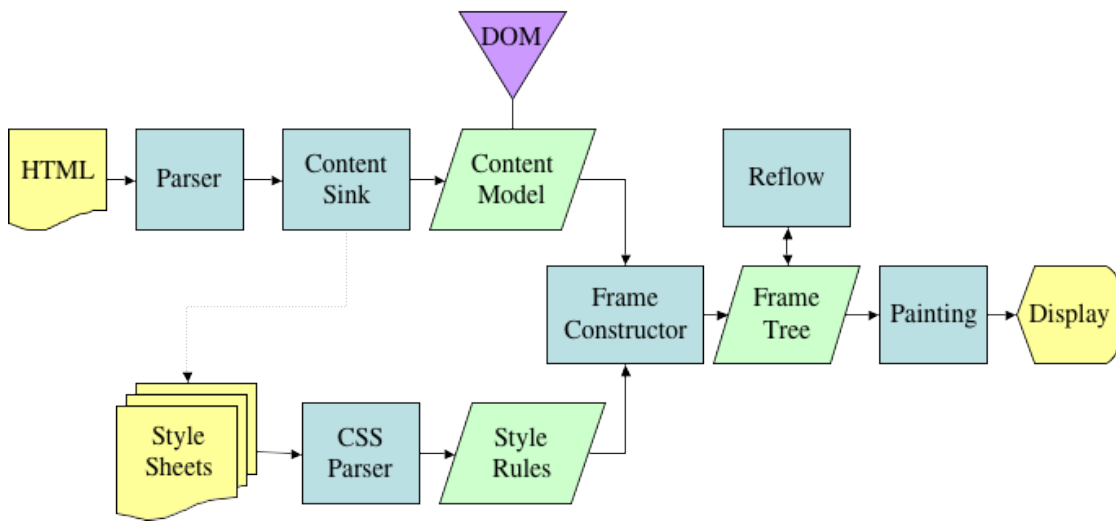 DOM
HTML
Parser
Content
Sink
Content
Model
Reflow
Frame
Constructor
Frame
Tree
Painting
Display
Style
Sheets
CSS
Parser
Style
Rules